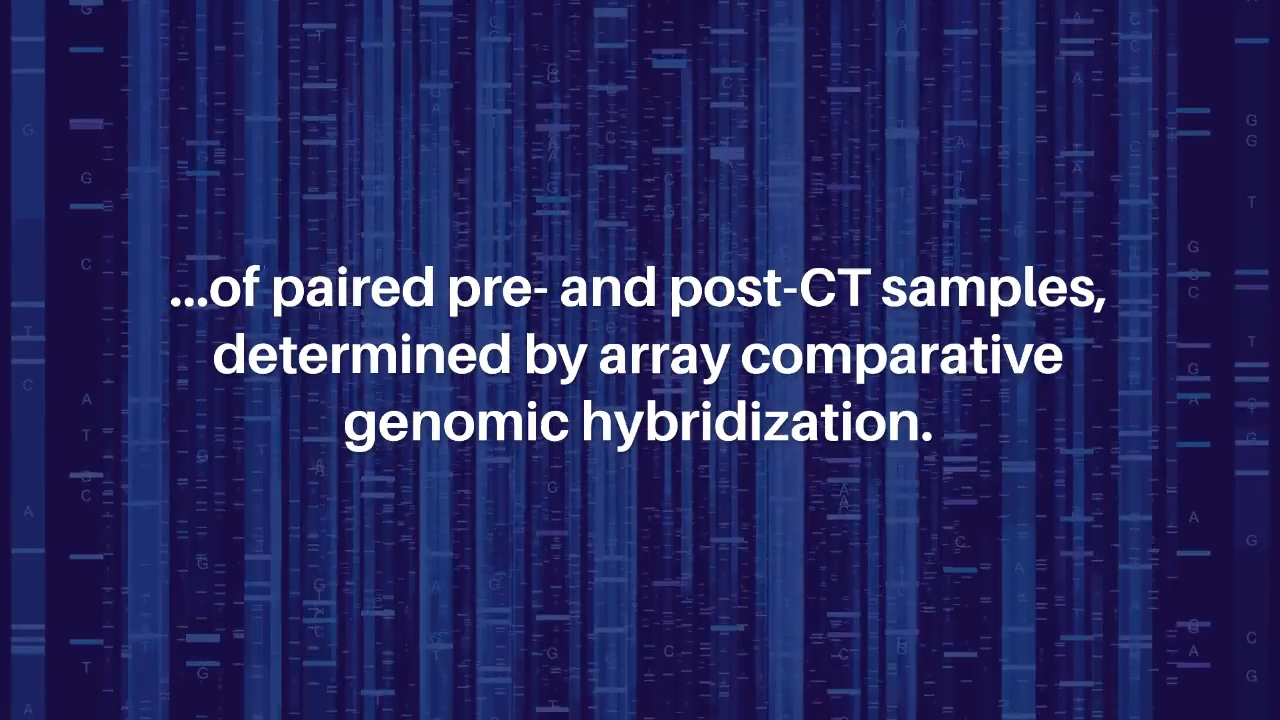 ...of paired pre- and post-CT samples,
determined by array comparative
genomic hybridization.